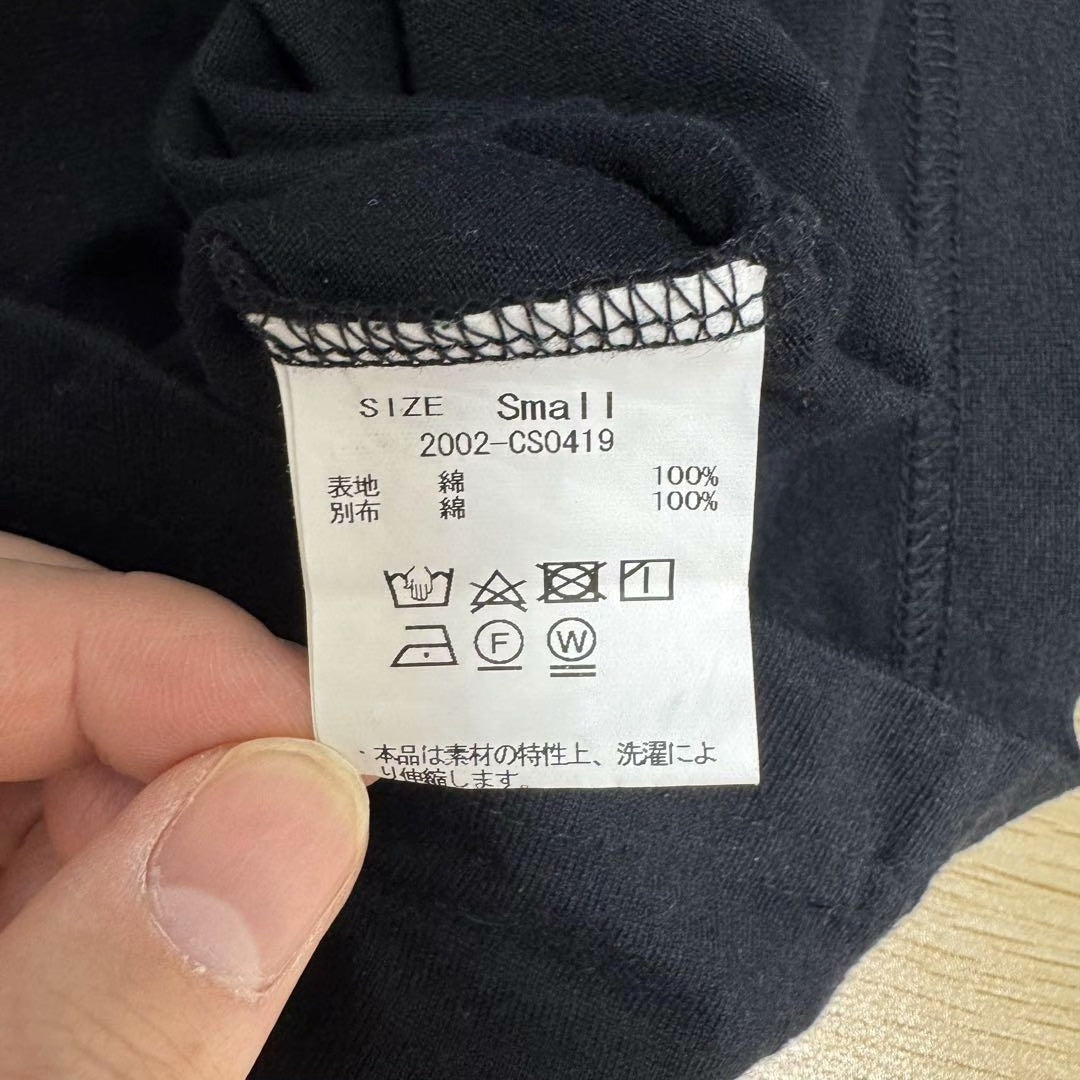 SIZE Small
2002-CS0419
表地 綿 100%
別布 綿 100%
F W
・本品は素材の特性上、洗濯によ
り伸縮します。